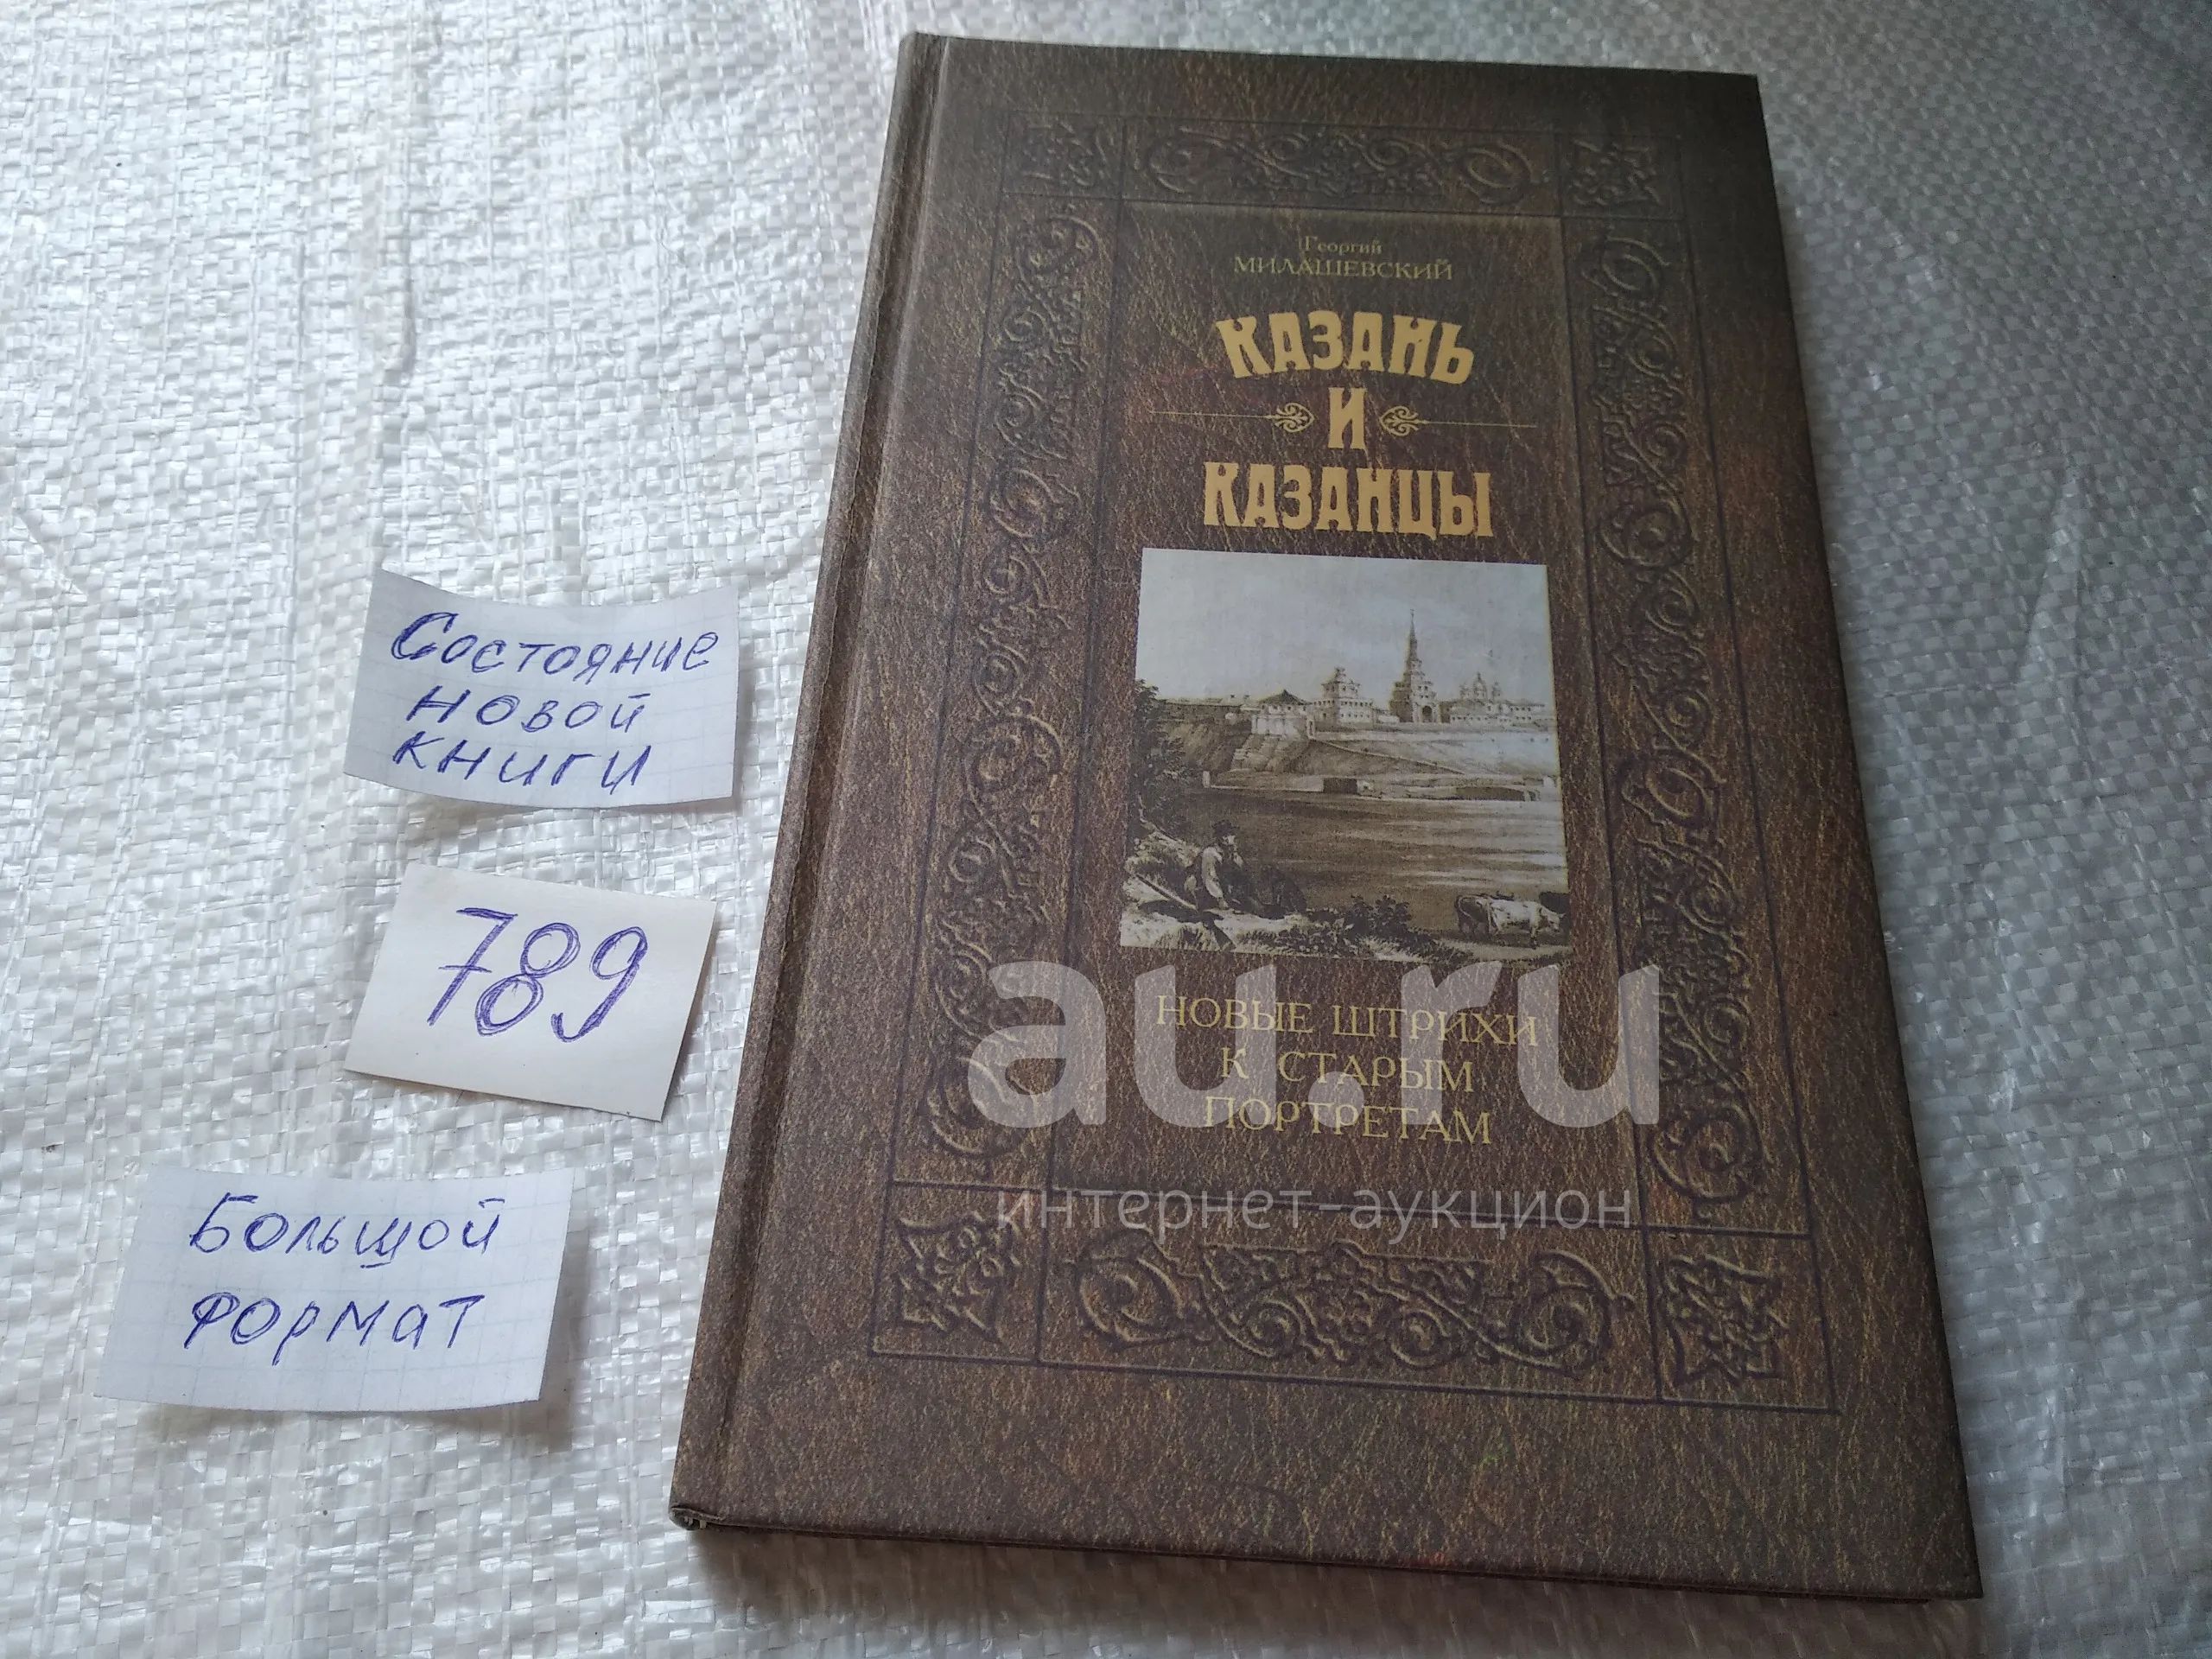 Георгий
МИЛАШЕВСКИЙ
КАЗАНЬ
И
КАЗАНЦЫ
НОВЫЕ ШТРИХИ
К СТАРЫМ
ПОРТРЕТАМ
Состояние
новой
книги
789
Большой
формат
au.ru
интернет-аукцион